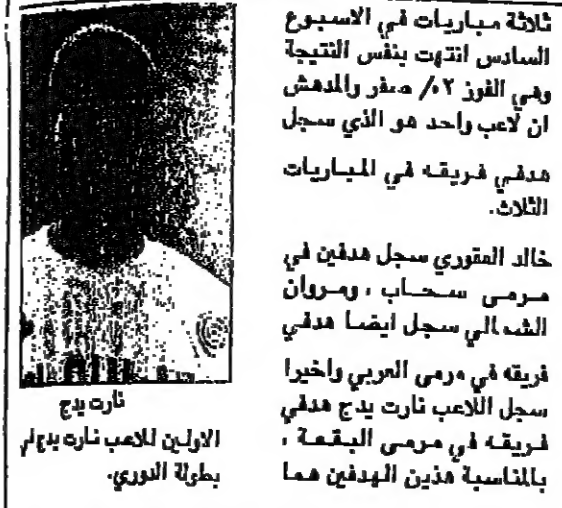 ثلاثة مباريات في الاسبوع
السادس انتهت بنفس النتيجة
وهي الفوز ٢/ صفر والمدهش
ان لاعب واحد هو الذي سجل
هدفي فريقه في المباريات
الثلاث.
خالد العقوري سجل هدفين في
مرمى سحاب ، ومروان
الشمالي سجل ايضا هدفي
فريقه في مرمى العربي واخيرا
سجل اللاعب نارت يدج هدفي
فريقه في مرمى البقعة ،
بالمناسبة هذين الهدفين هما
نارت يدج
الاولين للاعب نارت يدج في
بطولة الدوري.